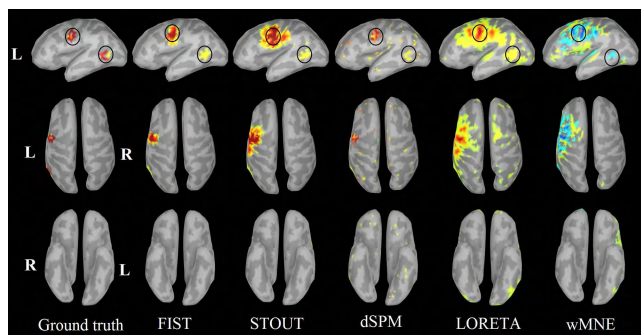 L
L
R
R
L
Ground truth
FIST
STOUT
dSPM
LORETA
wMNE